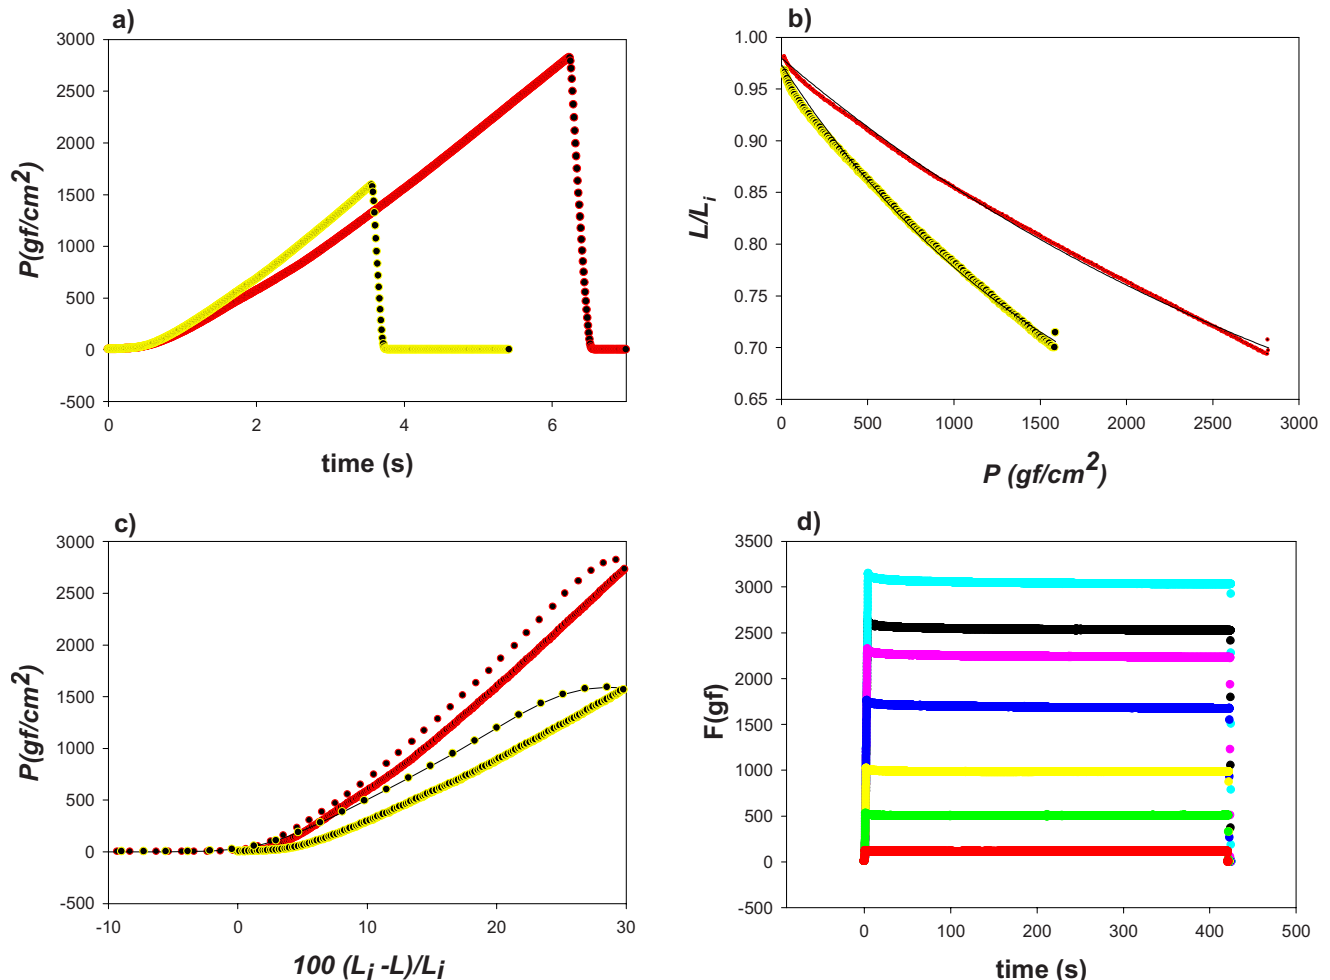 a)
3000
2500
2000
1500
1000
500
0
-500
P(gf/cm²)
0 2 4 6
time (s)
b)
1.00
0.95
0.90
0.85
0.80
0.75
0.70
0.65
L/Lᵢ
0 500 1000 1500 2000 2500 3000
P (gf/cm²)
c)
3000
2500
2000
1500
1000
500
0
-500
P(gf/cm²)
-10 0 10 20 30
100 (Lᵢ -L)/Lᵢ
d)
3500
3000
2500
2000
1500
1000
500
0
-500
F(gf)
0 100 200 300 400 500
time (s)